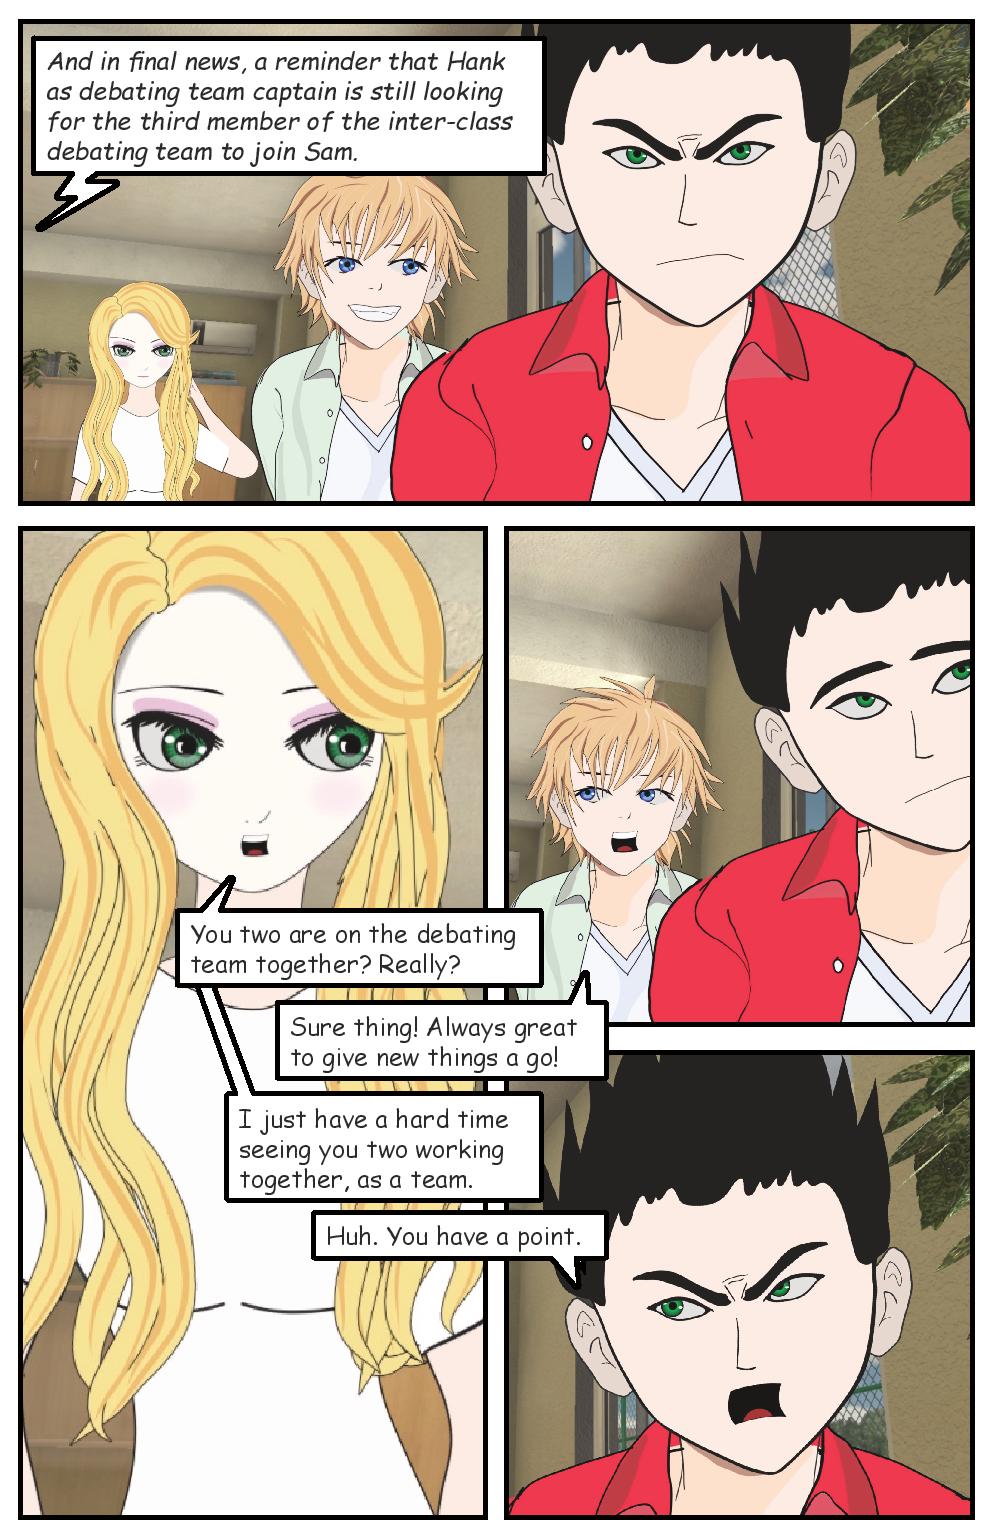 And in final news, a reminder that Hank
as debating team captain is still looking
for the third member of the inter-class
debating team to join Sam.
You two are on the debating
team together? Really?
Sure thing! Always great
to give new things a go!
I just have a hard time
seeing you two working
together, as a team.
Huh. You have a point.